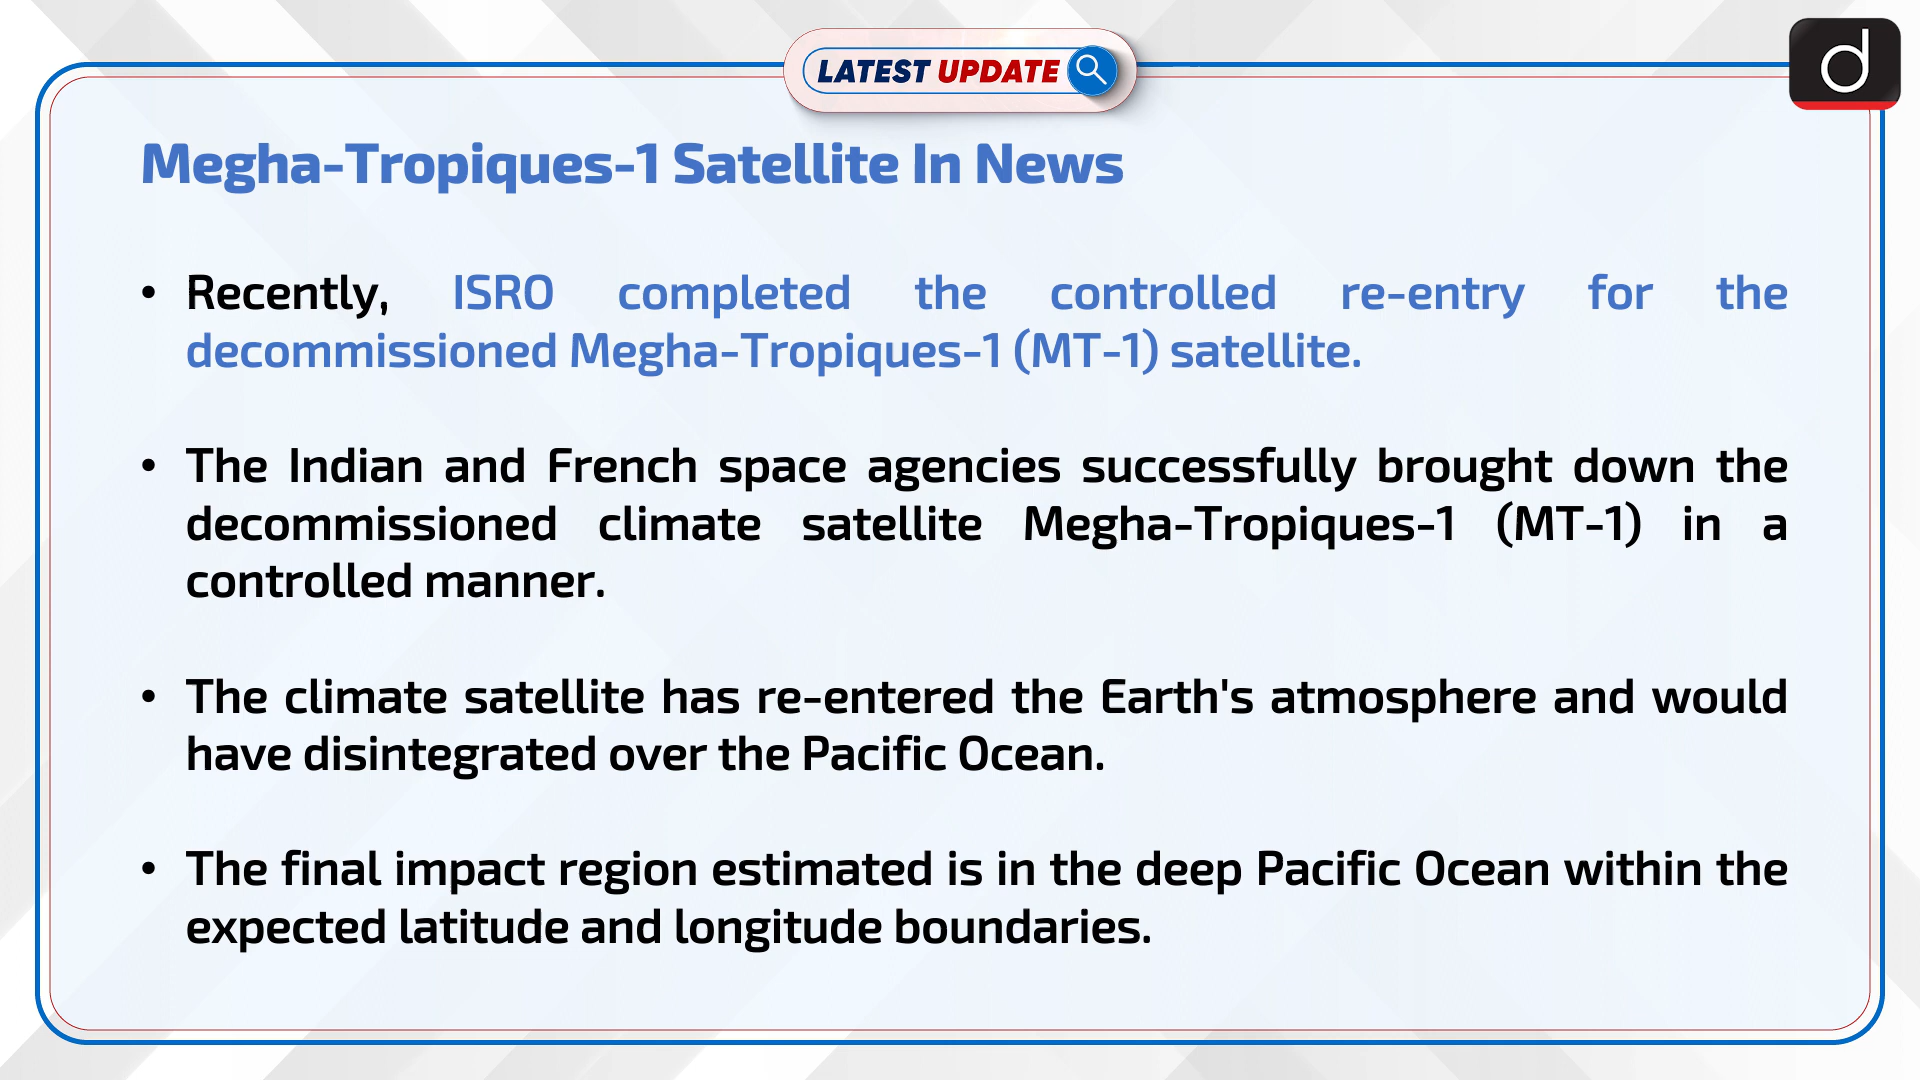 LATEST UPDATE
d
Megha-Tropiques-1 Satellite In News
• Recently, ISRO completed the controlled re-entry for the
decommissioned Megha-Tropiques-1 (MT-1) satellite.
• The Indian and French space agencies successfully brought down the
decommissioned climate satellite Megha-Tropiques-1 (MT-1) in a
controlled manner.
• The climate satellite has re-entered the Earth's atmosphere and would
have disintegrated over the Pacific Ocean.
• The final impact region estimated is in the deep Pacific Ocean within the
expected latitude and longitude boundaries.